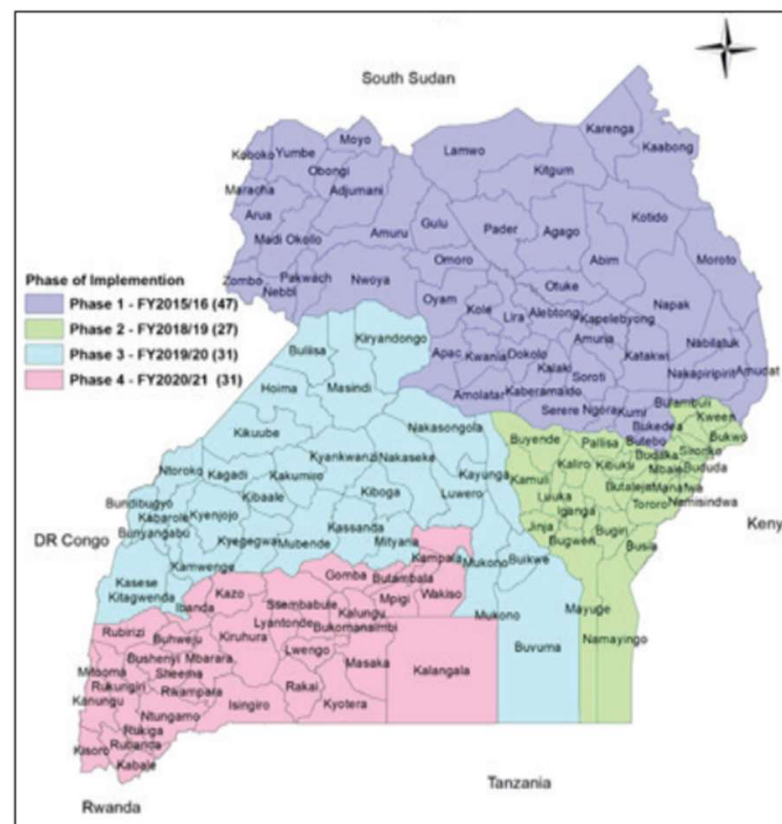 South Sudan
Karenga
Kaabong
Moyo
Koboko Yumbe
Lamwo
Kitgum
Obongi
Maracha
Adjumani
Kotido
Arua
Gulu
Pader
Agago
Madi Okollo
Amuru
Abim
Moroto
Omoro
Phase of Implemention
Zombo
Pakwach
Nwoya
Nebbi
Otuke
Phase 1 - FY2015/16 (47)
Oyam
Kole
Lira
Alebtong
Kapelebyong
Napak
Phase 2 - FY2018/19 (27)
Kiryandongo
Amuria
Nabilatuk
Phase 3 - FY2019/20 (31)
Buliisa
Apac
Kwania
Dokolo
Katakwi
Kalaki
Soroti
Nakapiripirit
Amudat
Phase 4 - FY2020/21 (31)
Hoima
Masindi
Amolatar
Kaberamaido
Serere
Ngora
Kumi
Bulambuli
Kween
Nakasongola
Bukedea
Bukwo
Kikuube
Buyende
Pallisa
Butebo
Kyankwanzi
Nakaseke
Kaliro
Kibuku
Budaka
Sironko
Ntoroko
Kagadi
Kakumiro
Kayunga
Kamuli
Mbale
Bududa
Kibaale
Kiboga
Luwero
Luuka
Butaleja
Manafwa
Bundibugyo
Iganga
Tororo
Namisindwa
Kabarole
Kyenjojo
Kassanda
Jinja
Bugiri
DR Congo
Bunyangabu
Kyegegwa
Mubende
Mityana
Bugweri
Busia
Keny
Kampala
Mukono
Buikwe
Kamwenge
Gomba
Butambala
Kasese
Kitagwenda
Kazo
Mpigi
Wakiso
Ibanda
Ssembabule
Kalungu
Mukono
Mayuge
Rubirizi
Buhweju
Kiruhura
Lyantonde
Bukomansimbi
Buvuma
Namayingo
Bushenyi
Mbarara
Lwengo
Mitooma
Sheema
Masaka
Kalangala
Rukungiri
Rikampara
Rakai
Kanungu
Ntungamo
Isingiro
Kyotera
Rukiga
Kisoro
Rubanda
Kabale
Tanzania
Rwanda